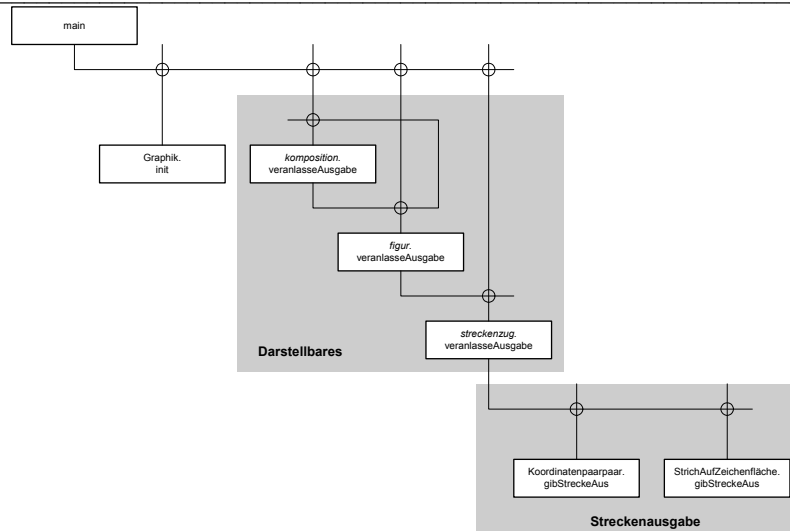 main
Graphik.
init
komposition.
veranlasseAusgabe
figur.
veranlasseAusgabe
streckenzug.
veranlasseAusgabe
Darstellbares
Koordinatenpaarpaar.
gibStreckeAus
StrichAufZeichenfläche.
gibStreckeAus
Streckenausgabe